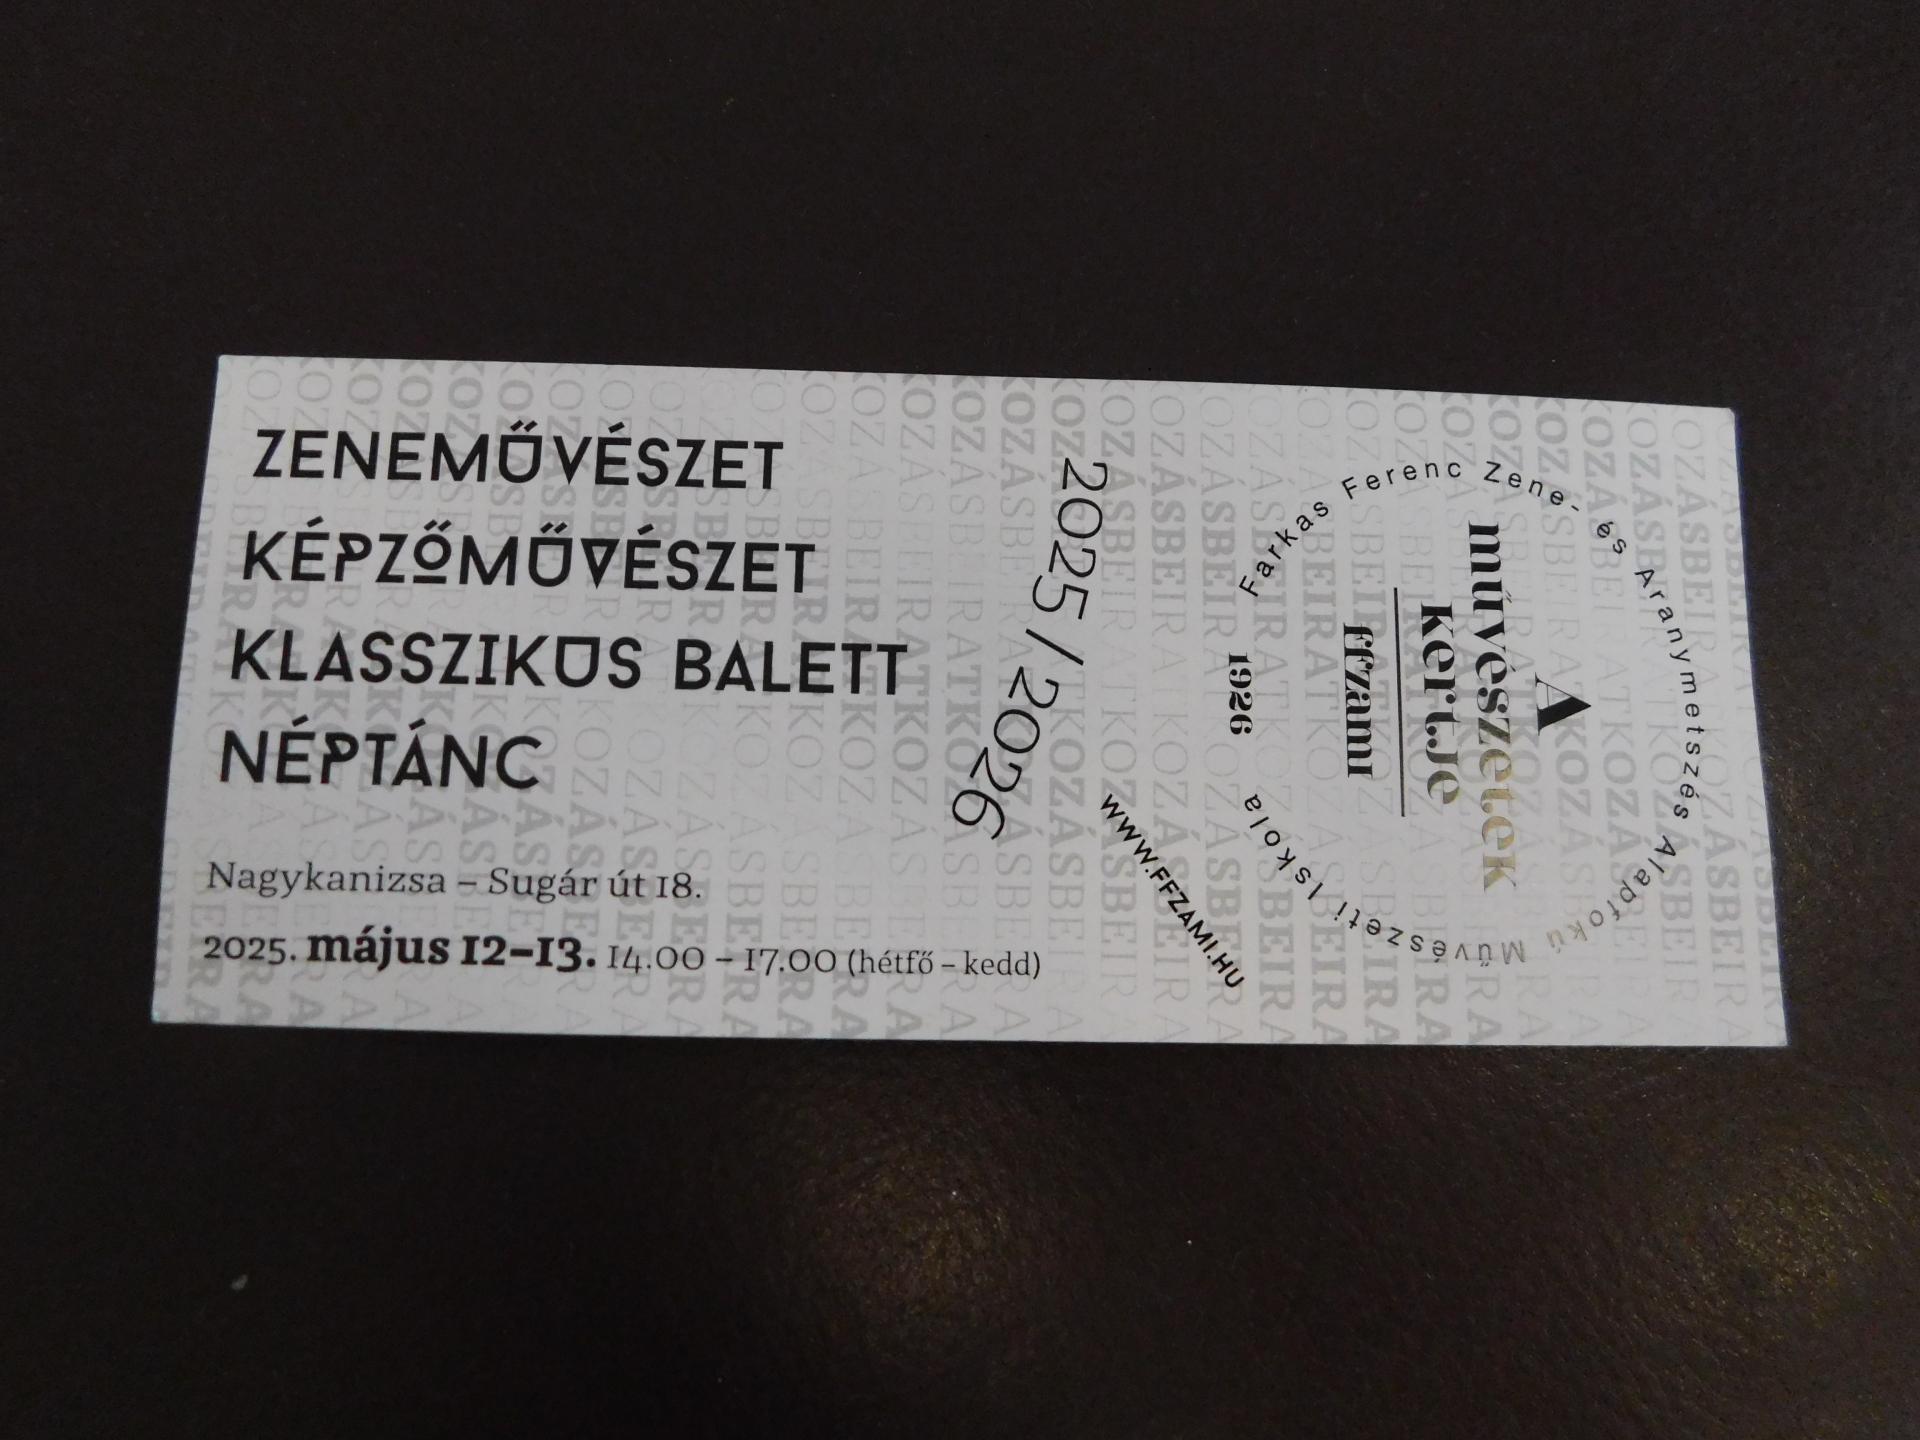 ZENEMŰVÉSZET
KÉPZŐMŰVÉSZET
KLASSZIKUS BALETT
NÉPTÁNC
Nagykanizsa – Sugár út 18.
2025. május 12–13. 14.00 – 17.00 (hétfő – kedd)
2025 / 2026
WWW.FFZAMI.HU
Farkas Ferenc Zene- és Aranymetszés Alapfokú Művészeti Iskola
A
művészetek
kertje
ffzami
1926